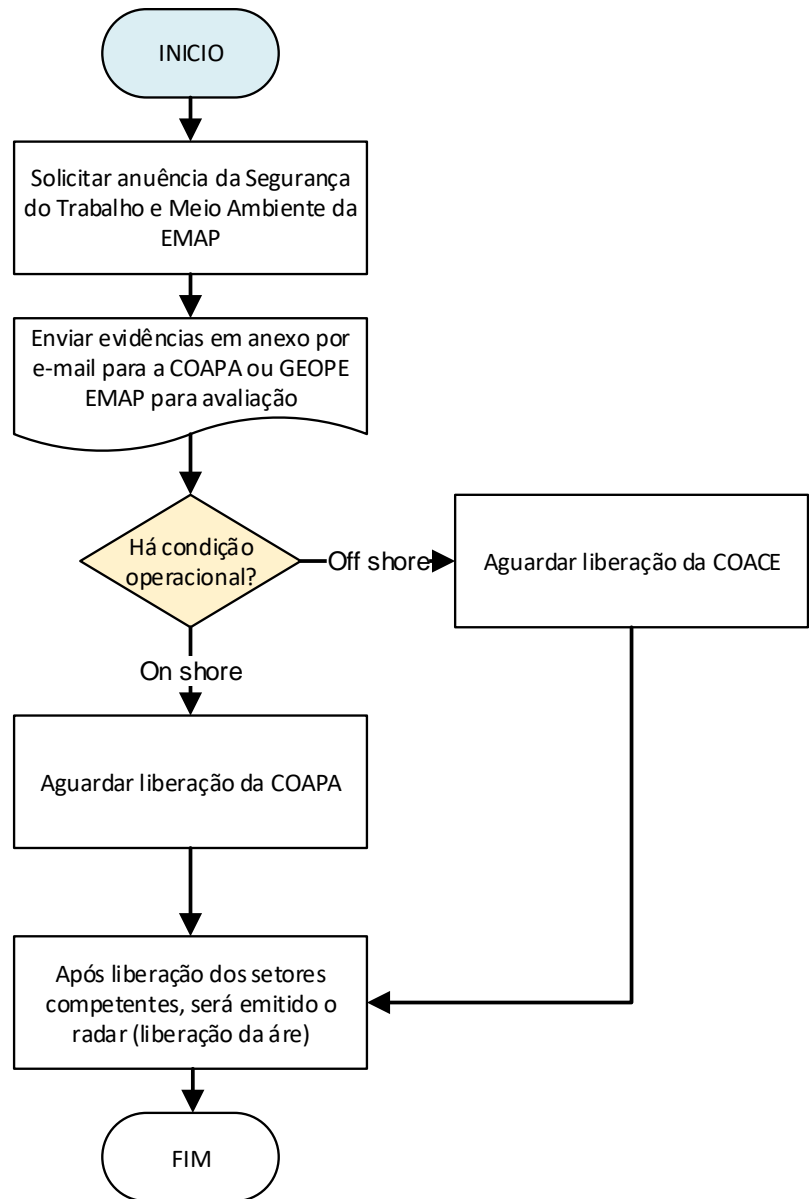 INICIO
Solicitar anuência da Segurança
do Trabalho e Meio Ambiente da
EMAP
Enviar evidências em anexo por
e-mail para a COAPA ou GEOPE
EMAP para avaliação
Há condição
operacional?
Off shore
Aguardar liberação da COACE
On shore
Aguardar liberação da COAPA
Após liberação dos setores
competentes, será emitido o
radar (liberação da áre)
FIM